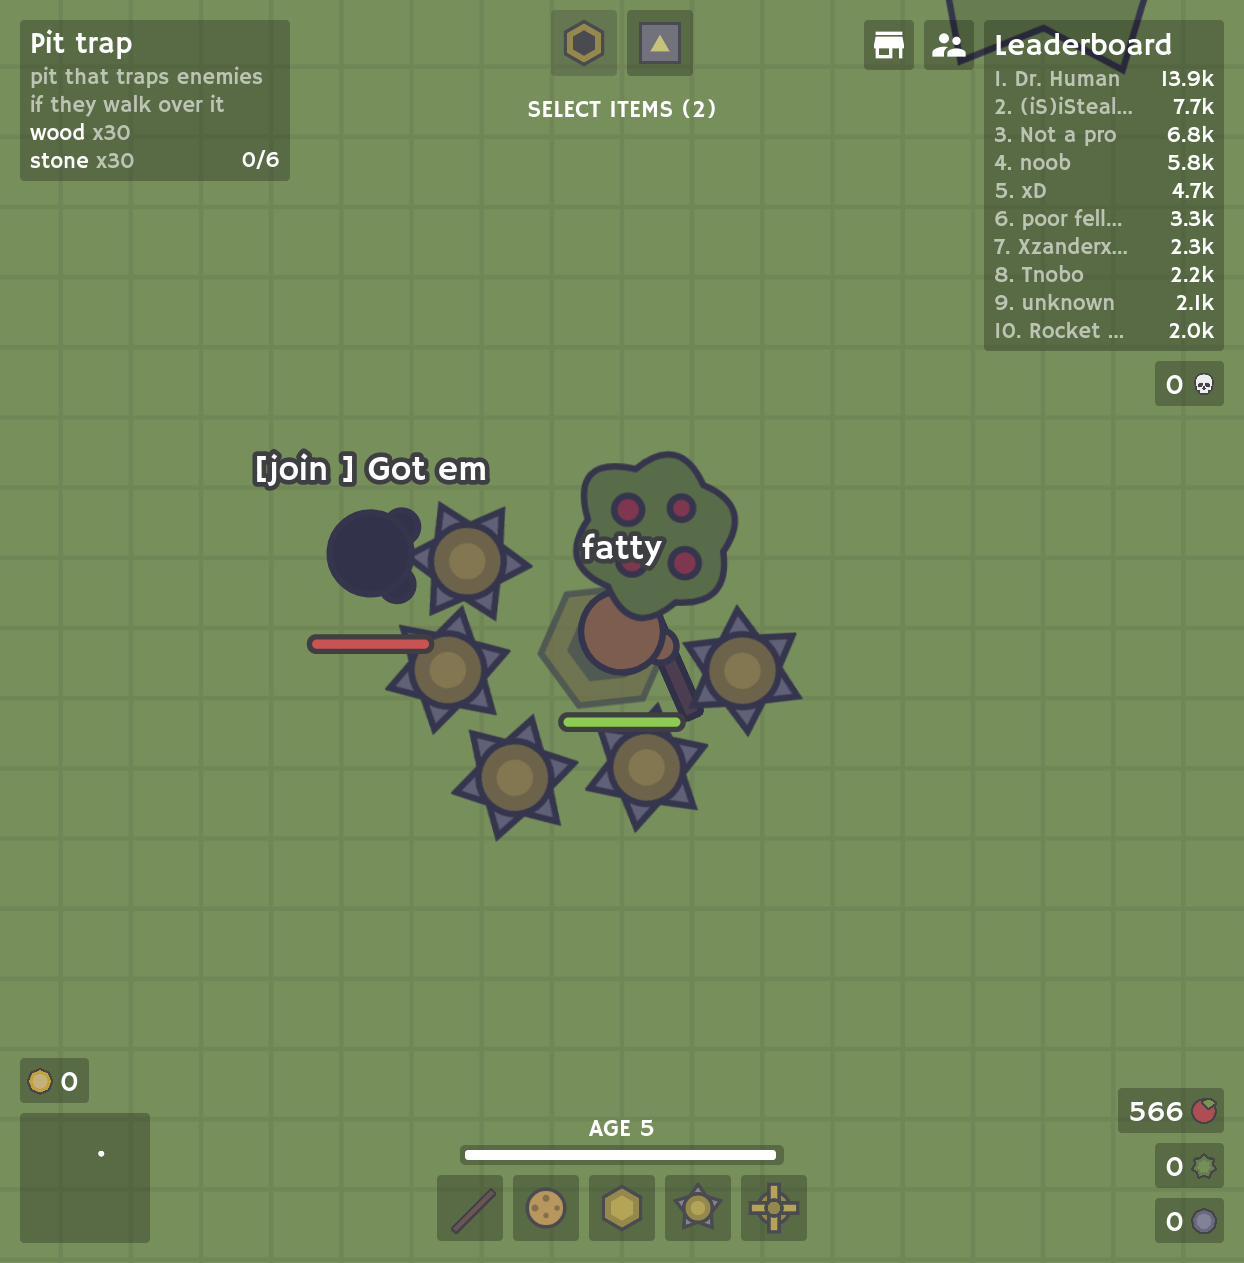 Pit trap
pit that traps enemies
if they walk over it
wood x30
stone x30 0/6
SELECT ITEMS (2)
Leaderboard
1. Dr. Human 13.9k
2. (iS)iSteal... 7.7k
3. Not a pro 6.8k
4. noob 5.8k
5. xD 4.7k
6. poor fell... 3.3k
7. Xzanderx... 2.3k
8. Tnobo 2.2k
9. unknown 2.1k
10. Rocket ... 2.0k
0
[join ] Got em
fatty
0
AGE 5
566
0
0